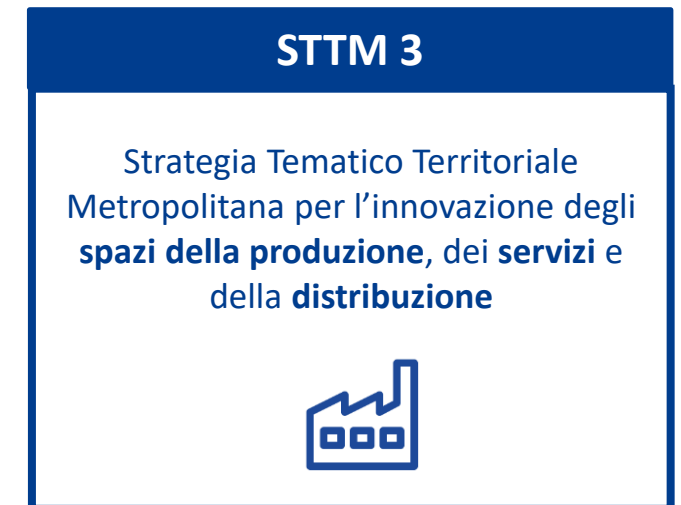 STTM 3
Strategia Tematico Territoriale
Metropolitana per l’innovazione degli
spazi della produzione, dei servizi e
della distribuzione